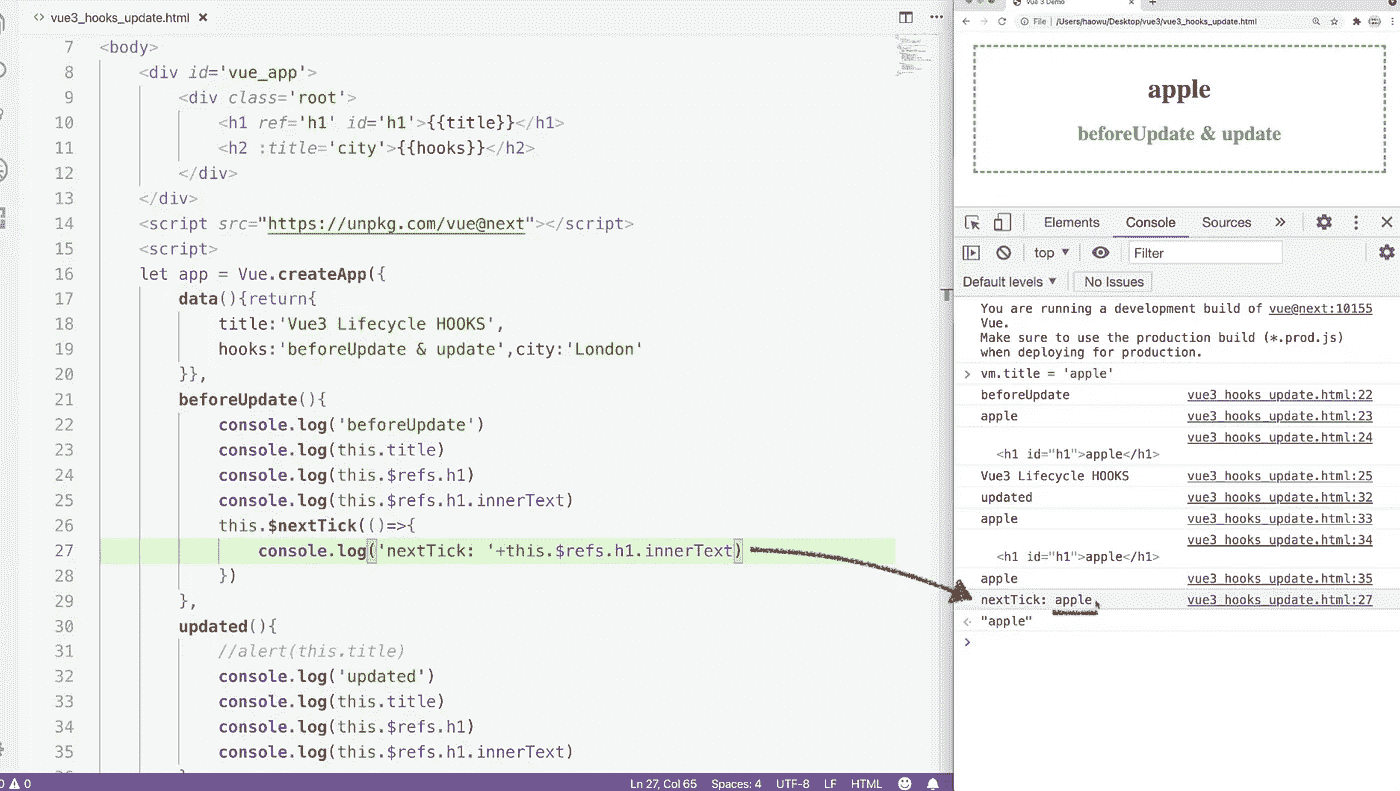 vue3_hooks_update.html ×
7 <body>
8 <div id='vue_app'>
9 <div class='root'>
10 <h1 ref='h1' id='h1'>{{title}}</h1>
11 <h2 :title='city'>{{hooks}}</h2>
12 </div>
13 </div>
14 <script src="https://unpkg.com/vue@next"></script>
15 <script>
16 let app = Vue.createApp({
17 data(){return{
18 title:'Vue3 Lifecycle HOOKS',
19 hooks:'beforeUpdate & update',city:'London'
20 }},
21 beforeUpdate(){
22 console.log('beforeUpdate')
23 console.log(this.title)
24 console.log(this.$refs.h1)
25 console.log(this.$refs.h1.innerText)
26 this.$nextTick(()=>{
27 console.log('nextTick: '+this.$refs.h1.innerText)
28 })
29 },
30 updated(){
31 //alert(this.title)
32 console.log('updated')
33 console.log(this.title)
34 console.log(this.$refs.h1)
35 console.log(this.$refs.h1.innerText)
0 Ln 27, Col 65 Spaces: 4 UTF-8 LF HTML
Vue 3 Demo
File | /Users/haowu/Desktop/vue3/vue3_hooks_update.html
apple
beforeUpdate & update
Elements Console Sources »
top ▼ Filter
Default levels ▼ No Issues
You are running a development build of vue@next:10155
Vue.
Make sure to use the production build (*.prod.js)
when deploying for production.
> vm.title = 'apple'
beforeUpdate vue3_hooks_update.html:22
apple vue3_hooks_update.html:23
vue3_hooks_update.html:24
<h1 id="h1">apple</h1>
Vue3 Lifecycle HOOKS vue3_hooks_update.html:25
updated vue3_hooks_update.html:32
apple vue3_hooks_update.html:33
vue3_hooks_update.html:34
<h1 id="h1">apple</h1>
apple vue3_hooks_update.html:35
nextTick: apple vue3_hooks_update.html:27
"apple"
>